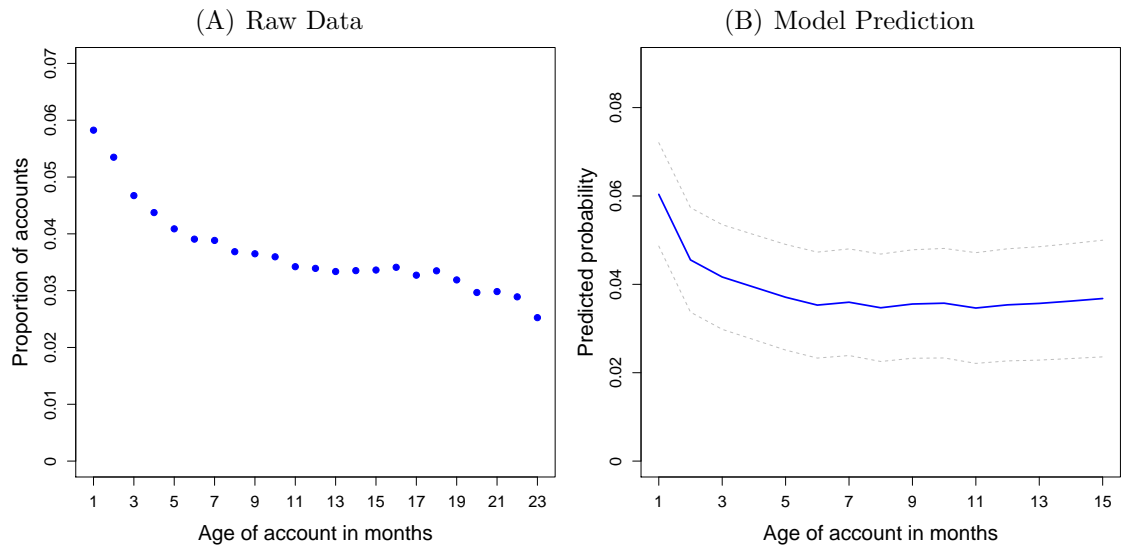 (A) Raw Data
Proportion of accounts
0.07
0.06
0.05
0.04
0.03
0.02
0.01
0
1 3 5 7 9 11 13 15 17 19 21 23
Age of account in months
(B) Model Prediction
Predicted probability
0.08
0.06
0.04
0.02
0
1 3 5 7 9 11 13 15
Age of account in months